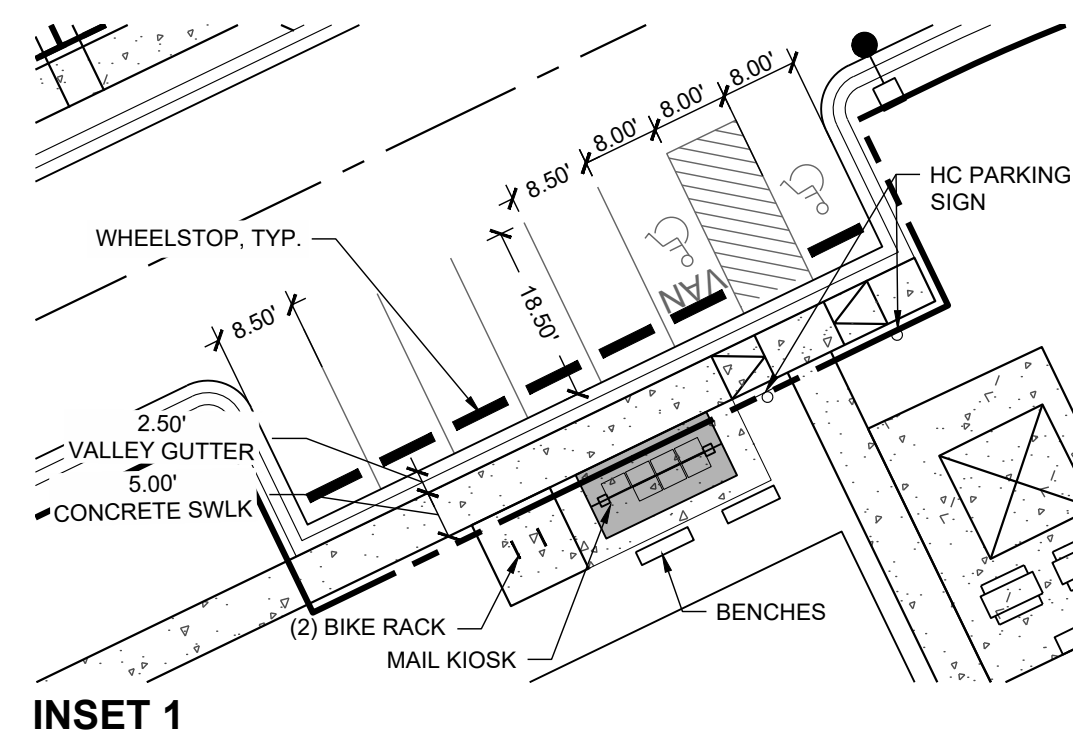 8.00'
8.00'
8.00'
8.50'
HC PARKING
SIGN
WHEELSTOP, TYP.
VAN
18.50'
8.50'
2.50'
VALLEY GUTTER
5.00'
CONCRETE SWLK
BENCHES
(2) BIKE RACK
MAIL KIOSK
INSET 1